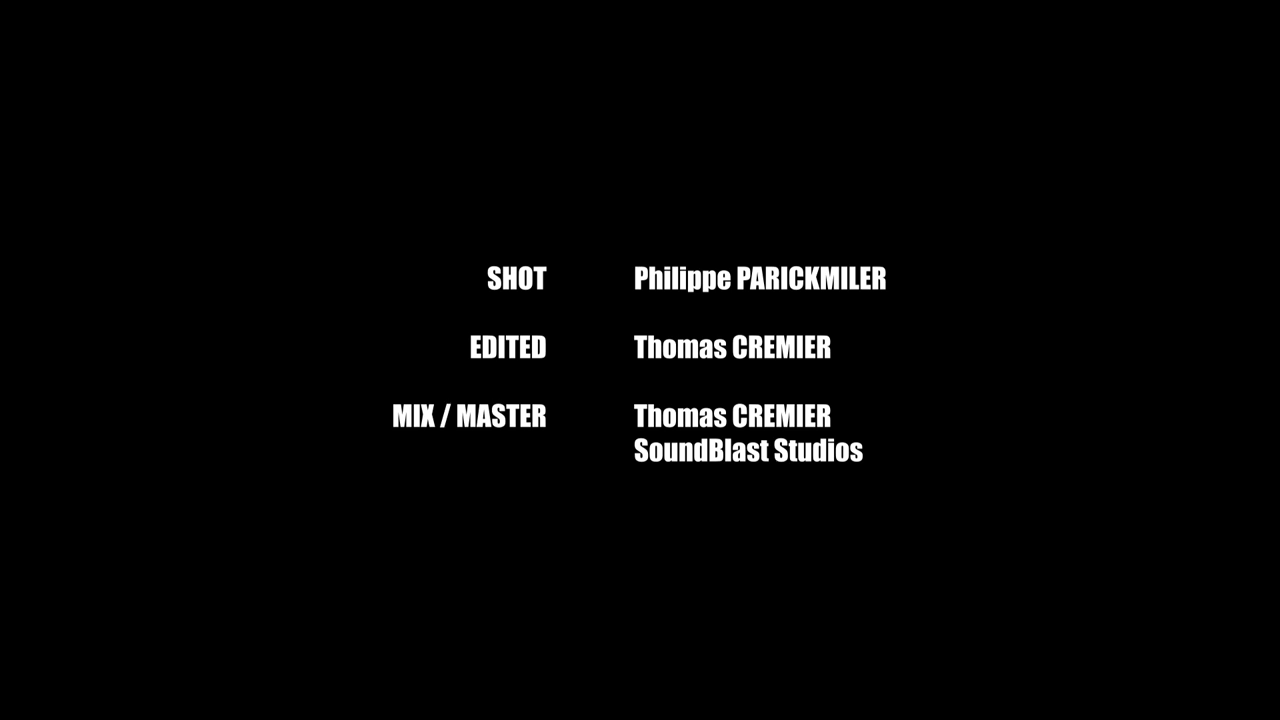 SHOT Philippe PARICKMILER
EDITED Thomas CREMIER
MIX / MASTER Thomas CREMIER
SoundBlast Studios